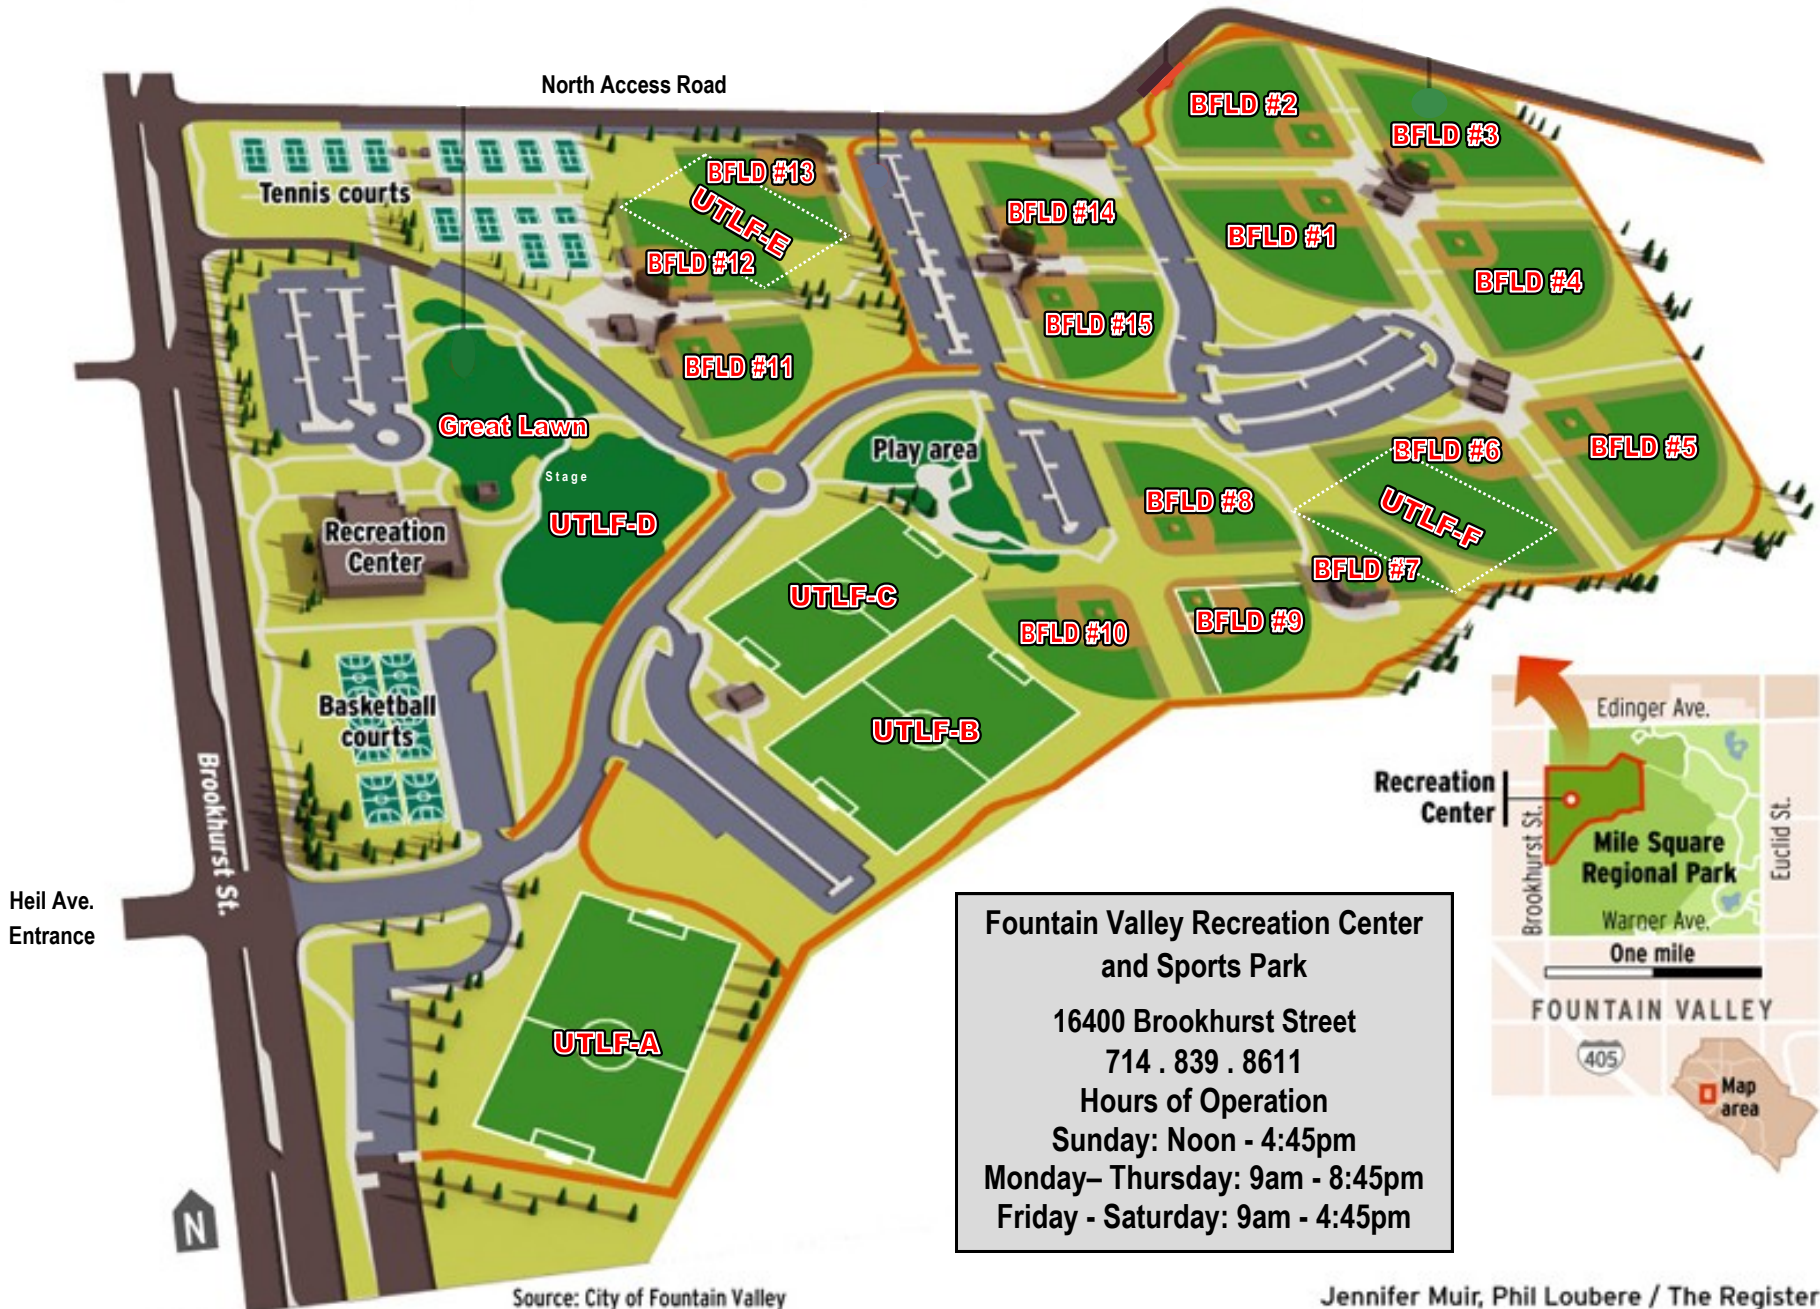 North Access Road
BFLD #2
BFLD #3
Tennis courts
BFLD #13
UTLF-E
BFLD #12
BFLD #14
BFLD #1
BFLD #4
BFLD #15
BFLD #11
Great Lawn
Stage
UTLF-D
Play area
BFLD #6
BFLD #5
BFLD #8
UTLF-F
BFLD #7
Recreation
Center
UTLF-C
BFLD #10
BFLD #9
Basketball
courts
UTLF-B
Brookhurst St.
Heil Ave.
Entrance
UTLF-A
N
Fountain Valley Recreation Center
and Sports Park
16400 Brookhurst Street
714 . 839 . 8611
Hours of Operation
Sunday: Noon - 4:45pm
Monday– Thursday: 9am - 8:45pm
Friday - Saturday: 9am - 4:45pm
Edinger Ave.
Recreation
Center
Brookhurst St.
Mile Square
Regional Park
Euclid St.
Warner Ave.
One mile
FOUNTAIN VALLEY
405
Map
area
Source: City of Fountain Valley
Jennifer Muir, Phil Loubere / The Register